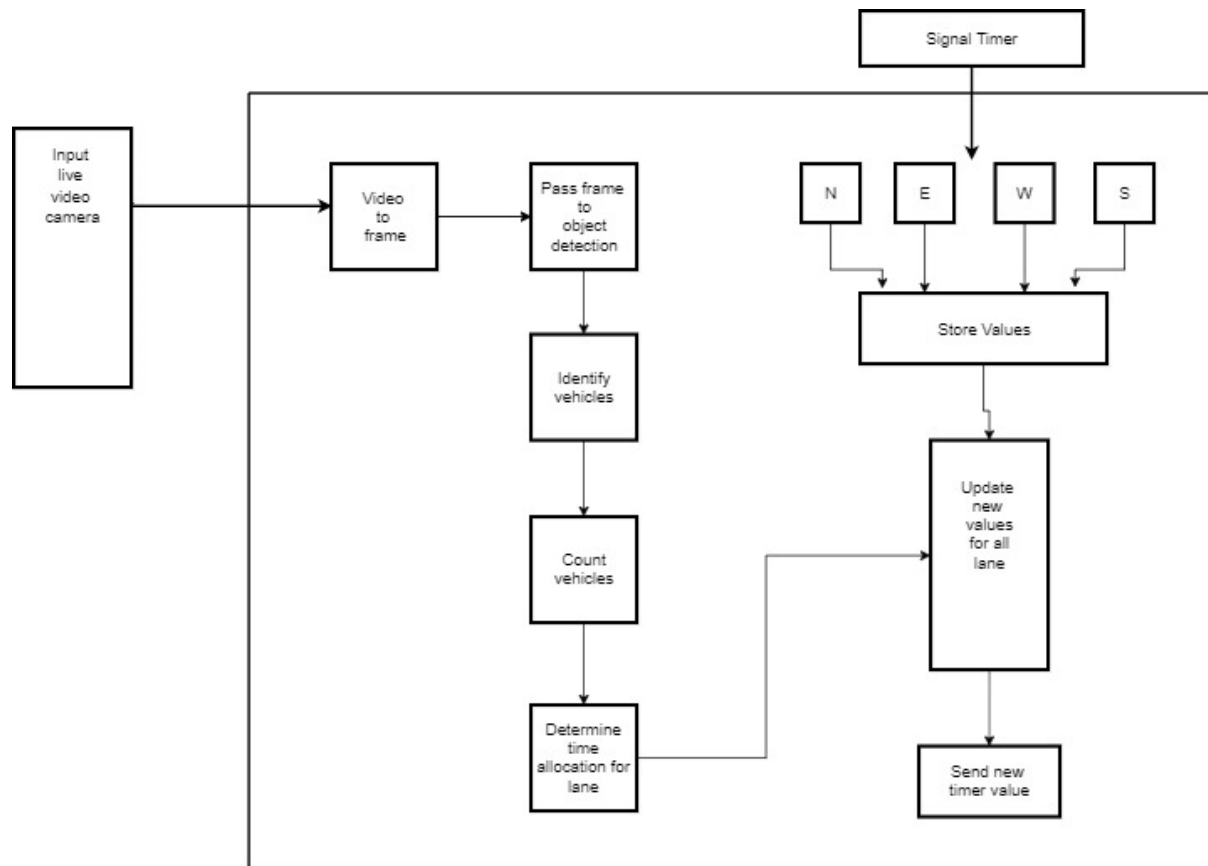 Signal Timer
Input
live
video
camera
Video
to
frame
Pass frame
to
object
detection
N
E
W
S
Store Values
Identify
vehicles
Update
new
values
for all
lane
Count
vehicles
Determine
time
allocation for
lane
Send new
timer value